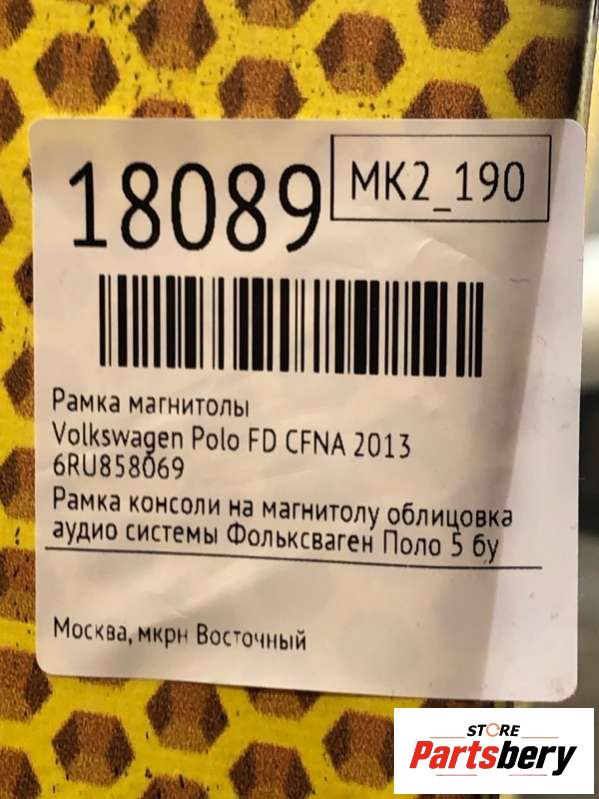 18089
MK2_190
Рамка магнитолы
Volkswagen Polo FD CFNA 2013
6RU858069
Рамка консоли на магнитолу облицовка
аудио системы Фольксваген Поло 5 бу
Москва, мкрн Восточный
STORE
Partsbery